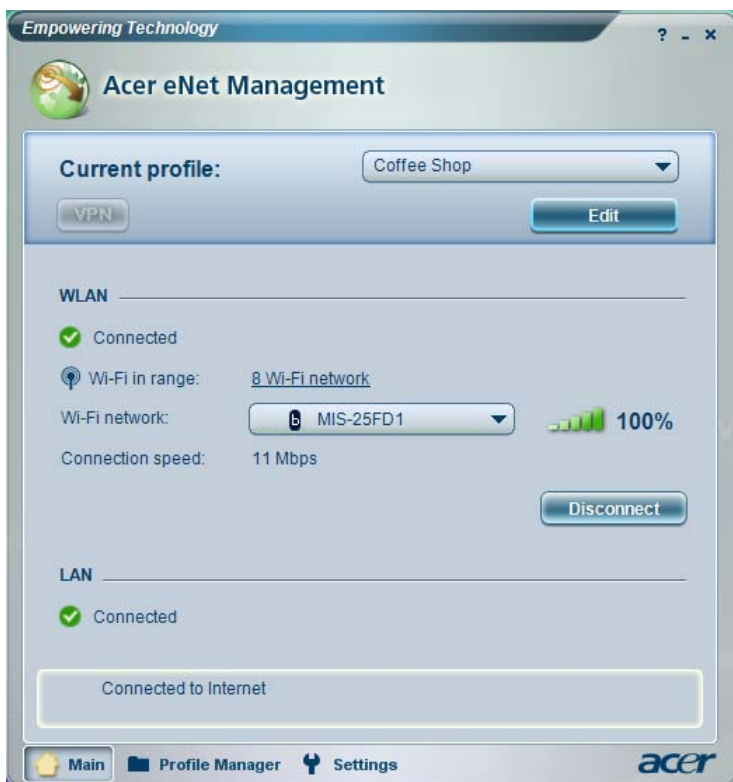 Empowering Technology
? - x
Acer eNet Management
Current profile: Coffee Shop
VPN Edit
WLAN
Connected
Wi-Fi in range: 8 Wi-Fi network
Wi-Fi network: b MIS-25FD1 100%
Connection speed: 11 Mbps
Disconnect
LAN
Connected
Connected to Internet
Main Profile Manager Settings acer